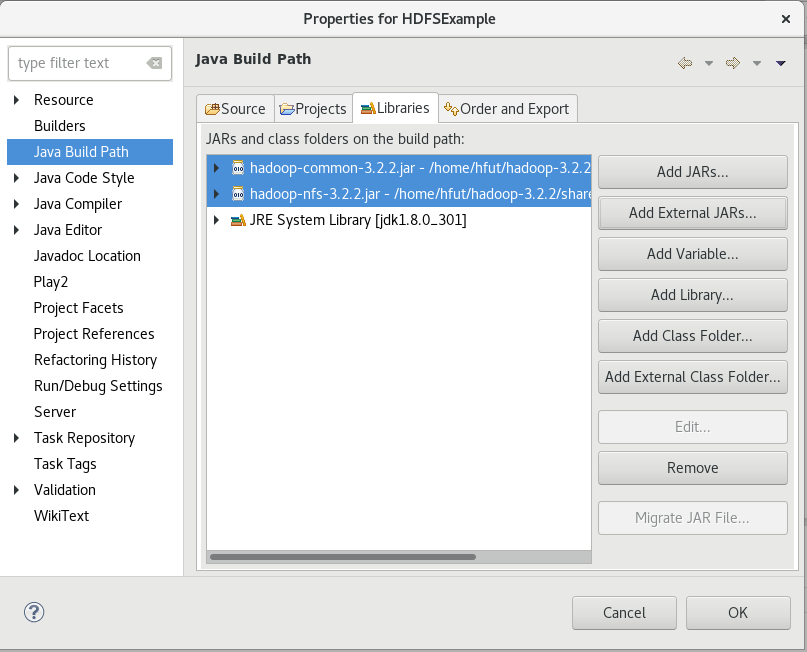 Properties for HDFSExample
type filter text
Resource
Builders
Java Build Path
Java Code Style
Java Compiler
Java Editor
Javadoc Location
Play2
Project Facets
Project References
Refactoring History
Run/Debug Settings
Server
Task Repository
Task Tags
Validation
WikiText
Java Build Path
Source Projects Libraries Order and Export
JARs and class folders on the build path:
hadoop-common-3.2.2.jar - /home/hfut/hadoop-3.2.2
hadoop-nfs-3.2.2.jar - /home/hfut/hadoop-3.2.2/share
JRE System Library [jdk1.8.0_301]
Add JARs...
Add External JARs...
Add Variable...
Add Library...
Add Class Folder...
Add External Class Folder...
Edit...
Remove
Migrate JAR File...
Cancel OK